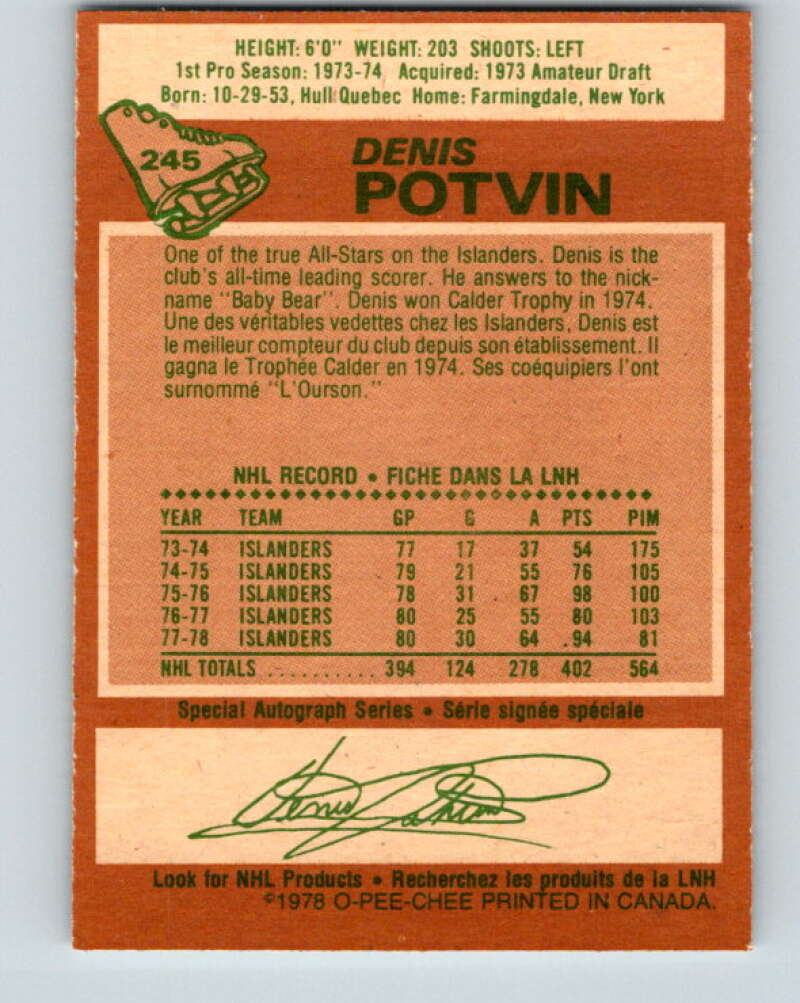 HEIGHT: 6'0" WEIGHT: 203 SHOOTS: LEFT
1st Pro Season: 1973-74 Acquired: 1973 Amateur Draft
Born: 10-29-53, Hull Quebec Home: Farmingdale, New York
245
DENIS
POTVIN
One of the true All-Stars on the Islanders. Denis is the
club's all-time leading scorer. He answers to the nick-
name "Baby Bear". Denis won Calder Trophy in 1974.
Une des véritables vedettes chez les Islanders, Denis est
le meilleur compteur du club depuis son établissement. Il
gagna le Trophée Calder en 1974. Ses coéquipiers l'ont
surnommé "L'Ourson."
NHL RECORD • FICHE DANS LA LNH
YEAR TEAM GP G A PTS PIM
73-74 ISLANDERS 77 17 37 54 175
74-75 ISLANDERS 79 21 55 76 105
75-76 ISLANDERS 78 31 67 98 100
76-77 ISLANDERS 80 25 55 80 103
77-78 ISLANDERS 80 30 64 .94 81
NHL TOTALS .......... 394 124 278 402 564
Special Autograph Series • Série signée spéciale
Denis Potvin
Look for NHL Products • Recherchez les produits de la LNH
©1978 O-PEE-CHEE PRINTED IN CANADA.